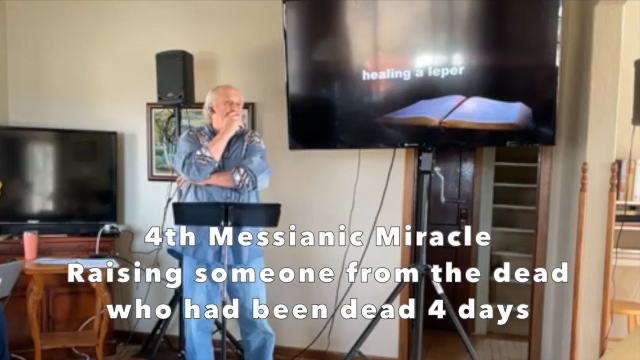 healing a leper
4th Messianic Miracle
Raising someone from the dead
who had been dead 4 days